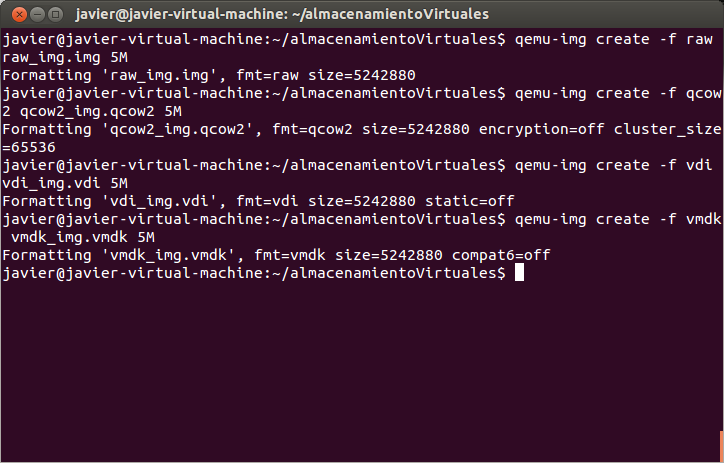 javier@javier-virtual-machine: ~/almacenamientoVirtuales
javier@javier-virtual-machine:~/almacenamientoVirtuales$ qemu-img create -f raw
raw_img.img 5M
Formatting 'raw_img.img', fmt=raw size=5242880
javier@javier-virtual-machine:~/almacenamientoVirtuales$ qemu-img create -f qcow
2 qcow2_img.qcow2 5M
Formatting 'qcow2_img.qcow2', fmt=qcow2 size=5242880 encryption=off cluster_size
=65536
javier@javier-virtual-machine:~/almacenamientoVirtuales$ qemu-img create -f vdi
vdi_img.vdi 5M
Formatting 'vdi_img.vdi', fmt=vdi size=5242880 static=off
javier@javier-virtual-machine:~/almacenamientoVirtuales$ qemu-img create -f vmdk
 vmdk_img.vmdk 5M
Formatting 'vmdk_img.vmdk', fmt=vmdk size=5242880 compat6=off
javier@javier-virtual-machine:~/almacenamientoVirtuales$